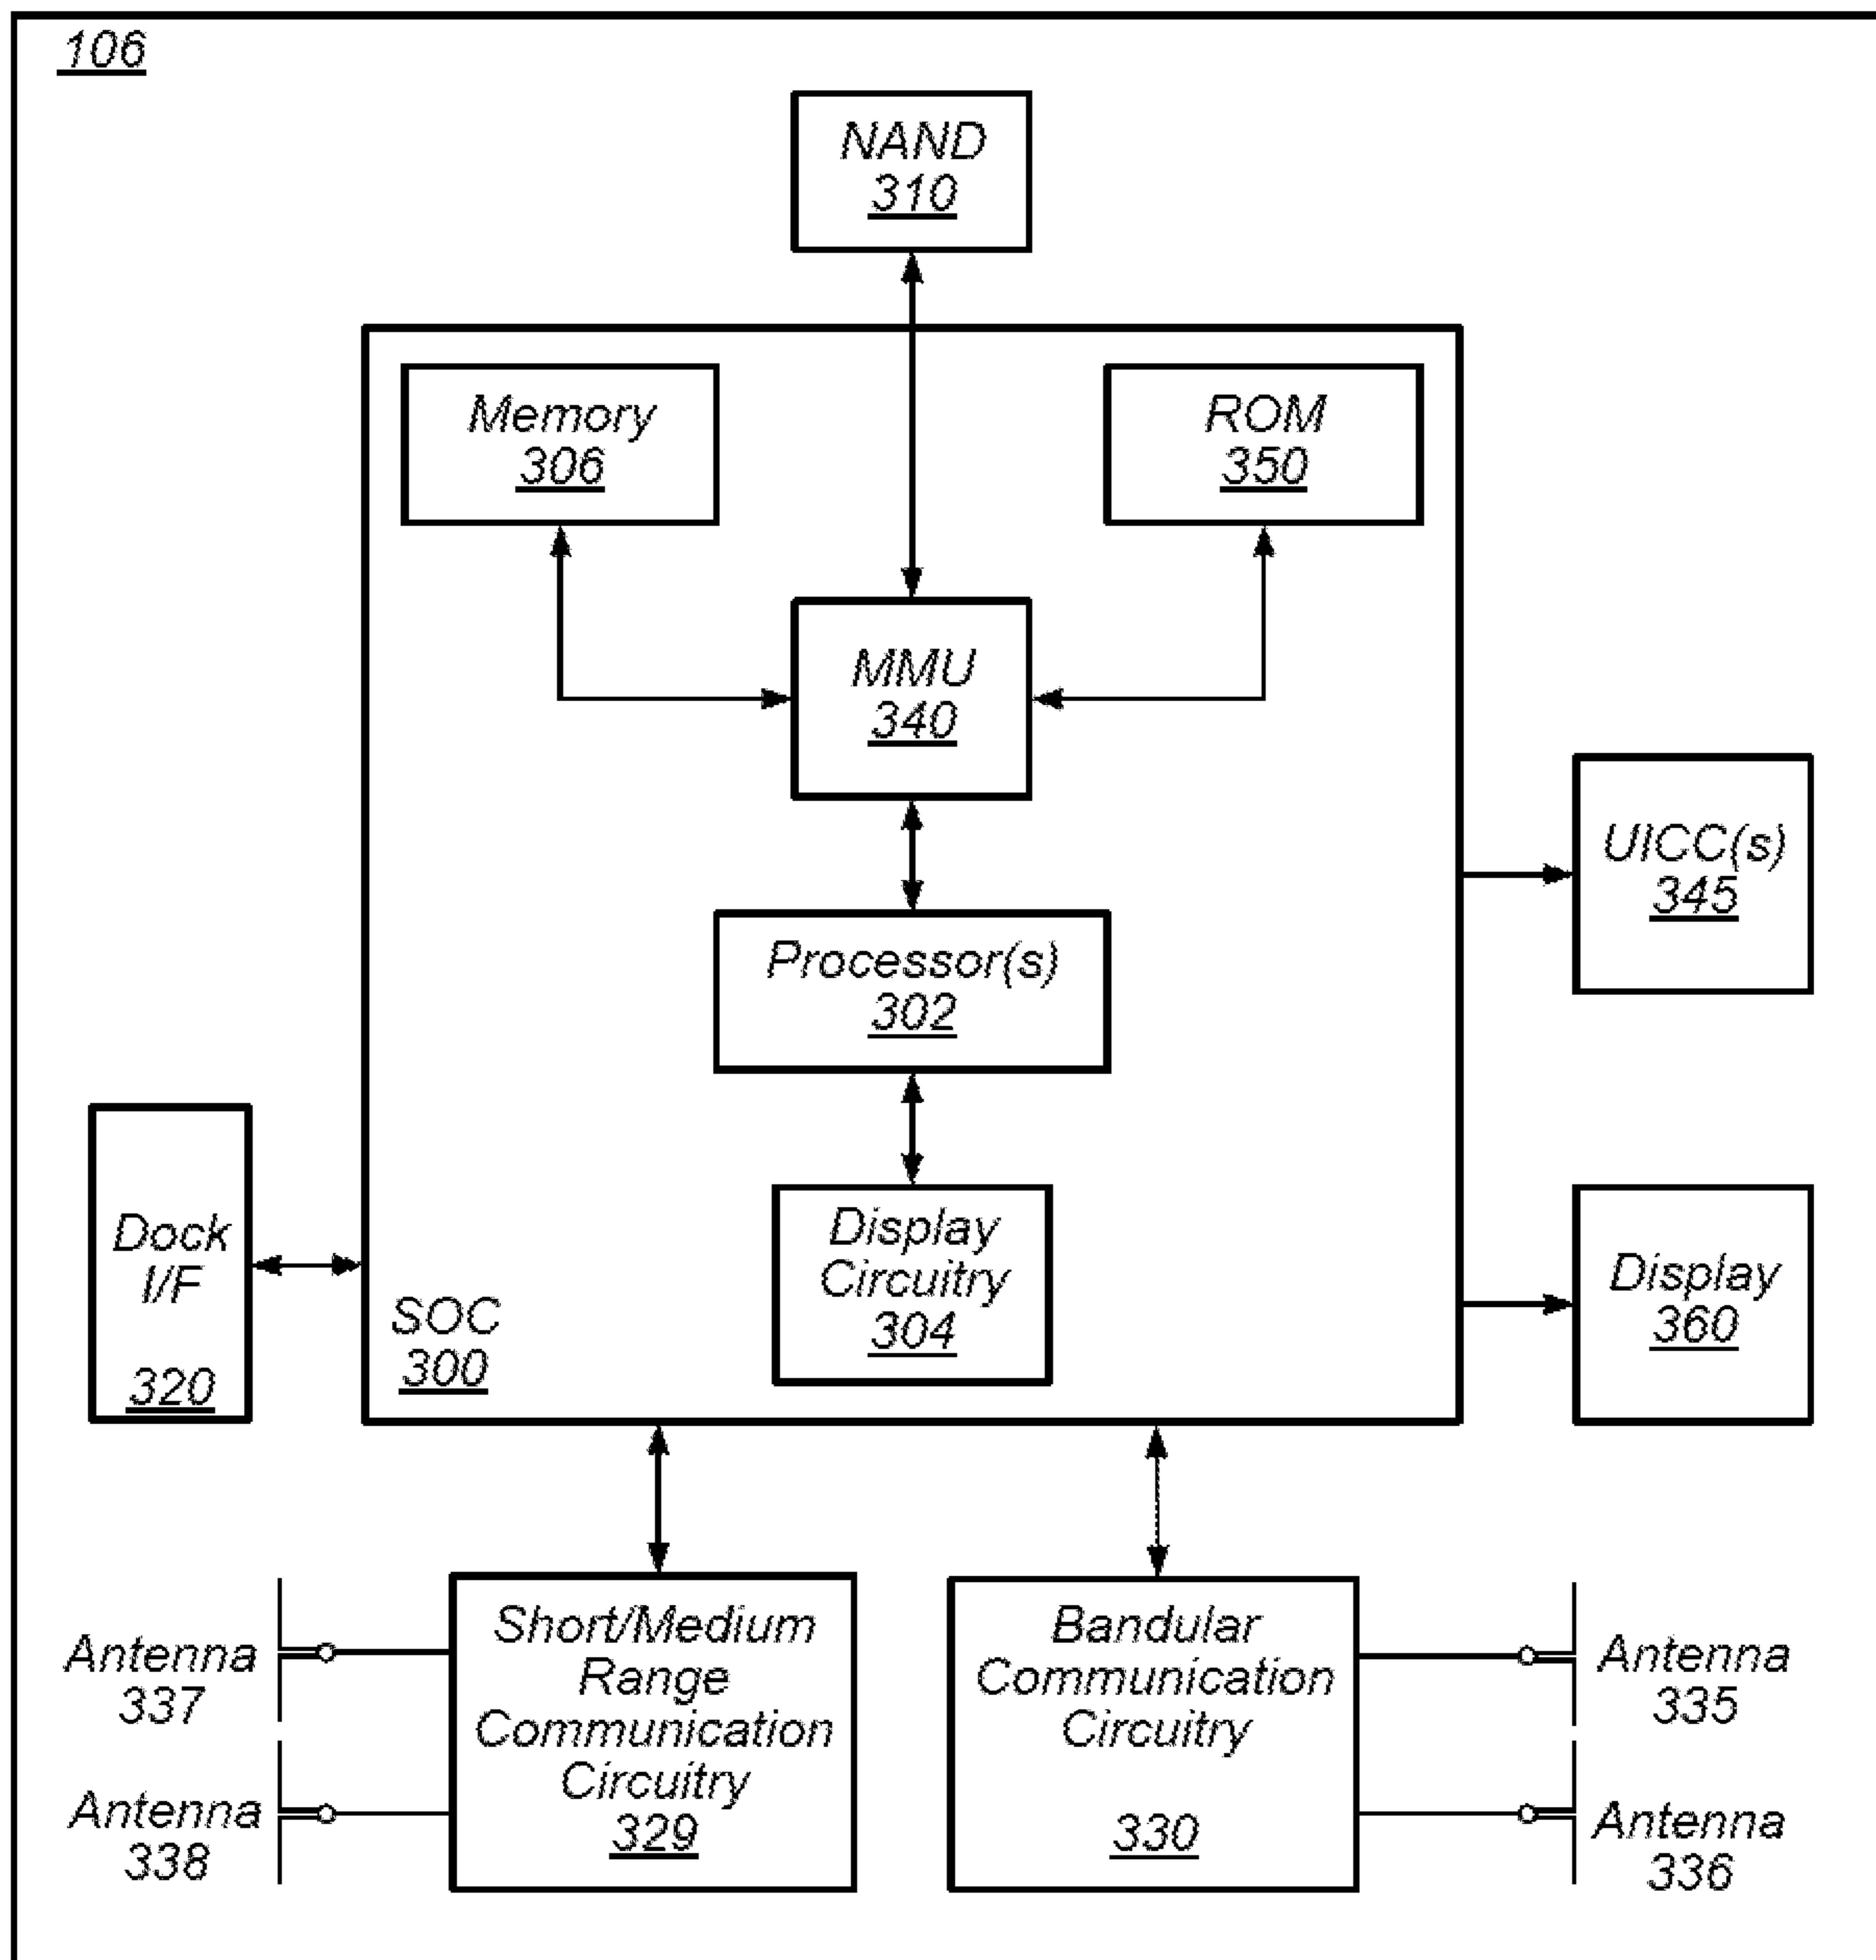 106
NAND
310
Memory
306
ROM
350
MMU
340
UICC(s)
345
Processor(s)
302
Dock
I/F
320
Display
Circuitry
304
SOC
300
Display
360
Short/Medium
Range
Communication
Circuitry
329
Bandular
Communication
Circuitry
330
Antenna
337
Antenna
338
Antenna
335
Antenna
336